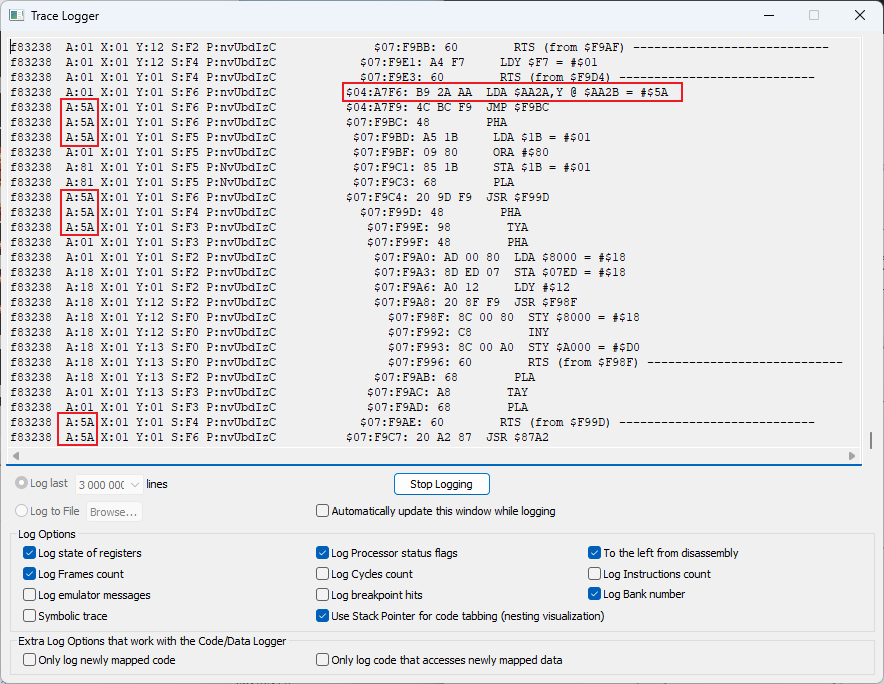 Trace Logger
f83238 A:01 X:01 Y:12 S:F2 P:nvUbdIzC $07:F9BB: 60 RTS (from $F9AF) ----------------------------
f83238 A:01 X:01 Y:12 S:F4 P:nvUbdIzC $07:F9E1: A4 F7 LDY $F7 = #$01
f83238 A:01 X:01 Y:01 S:F4 P:nvUbdIzC $07:F9E3: 60 RTS (from $F9D4) ----------------------------
f83238 A:01 X:01 Y:01 S:F6 P:nvUbdIzC $04:A7F6: B9 2A AA LDA $AA2A,Y @ $AA2B = #$5A
f83238 A:5A X:01 Y:01 S:F6 P:nvUbdIzC $04:A7F9: 4C BC F9 JMP $F9BC
f83238 A:5A X:01 Y:01 S:F6 P:nvUbdIzC $07:F9BC: 48 PHA
f83238 A:5A X:01 Y:01 S:F5 P:nvUbdIzC $07:F9BD: A5 1B LDA $1B = #$01
f83238 A:01 X:01 Y:01 S:F5 P:nvUbdIzC $07:F9BF: 09 80 ORA #$80
f83238 A:81 X:01 Y:01 S:F5 P:NvUbdIzC $07:F9C1: 85 1B STA $1B = #$01
f83238 A:81 X:01 Y:01 S:F5 P:NvUbdIzC $07:F9C3: 68 PLA
f83238 A:5A X:01 Y:01 S:F6 P:nvUbdIzC $07:F9C4: 20 9D F9 JSR $F99D
f83238 A:5A X:01 Y:01 S:F4 P:nvUbdIzC $07:F99D: 48 PHA
f83238 A:5A X:01 Y:01 S:F3 P:nvUbdIzC $07:F99E: 98 TYA
f83238 A:01 X:01 Y:01 S:F3 P:nvUbdIzC $07:F99F: 48 PHA
f83238 A:01 X:01 Y:01 S:F2 P:nvUbdIzC $07:F9A0: AD 00 80 LDA $8000 = #$18
f83238 A:18 X:01 Y:01 S:F2 P:nvUbdIzC $07:F9A3: 8D ED 07 STA $07ED = #$18
f83238 A:18 X:01 Y:01 S:F2 P:nvUbdIzC $07:F9A6: A0 12 LDY #$12
f83238 A:18 X:01 Y:12 S:F2 P:nvUbdIzC $07:F9A8: 20 8F F9 JSR $F98F
f83238 A:18 X:01 Y:12 S:F0 P:nvUbdIzC $07:F98F: 8C 00 80 STY $8000 = #$18
f83238 A:18 X:01 Y:12 S:F0 P:nvUbdIzC $07:F992: C8 INY
f83238 A:18 X:01 Y:13 S:F0 P:nvUbdIzC $07:F993: 8C 00 A0 STY $A000 = #$D0
f83238 A:18 X:01 Y:13 S:F0 P:nvUbdIzC $07:F996: 60 RTS (from $F98F) ----------------------------
f83238 A:18 X:01 Y:13 S:F2 P:nvUbdIzC $07:F9AB: 68 PLA
f83238 A:01 X:01 Y:13 S:F3 P:nvUbdIzC $07:F9AC: A8 TAY
f83238 A:01 X:01 Y:01 S:F3 P:nvUbdIzC $07:F9AD: 68 PLA
f83238 A:5A X:01 Y:01 S:F4 P:nvUbdIzC $07:F9AE: 60 RTS (from $F99D) ----------------------------
f83238 A:5A X:01 Y:01 S:F6 P:nvUbdIzC $07:F9C7: 20 A2 87 JSR $87A2
Log last 3 000 000 lines Stop Logging
Log to File Browse... Automatically update this window while logging
Log Options
Log state of registers Log Processor status flags To the left from disassembly
Log Frames count Log Cycles count Log Instructions count
Log emulator messages Log breakpoint hits Log Bank number
Symbolic trace Use Stack Pointer for code tabbing (nesting visualization)
Extra Log Options that work with the Code/Data Logger
Only log newly mapped code Only log code that accesses newly mapped data